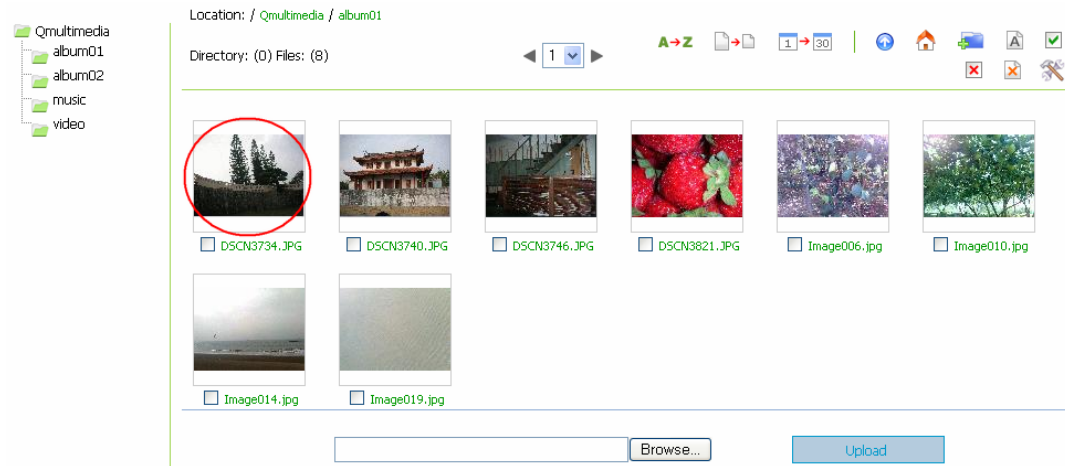 Location: / Qmultimedia / album01
Qmultimedia
album01
album02
music
video
Directory: (0) Files: (8)
1
A→Z
1→30
A
DSCN3734.JPG
DSCN3740.JPG
DSCN3746.JPG
DSCN3821.JPG
Image006.jpg
Image010.jpg
Image014.jpg
Image019.jpg
Browse...
Upload